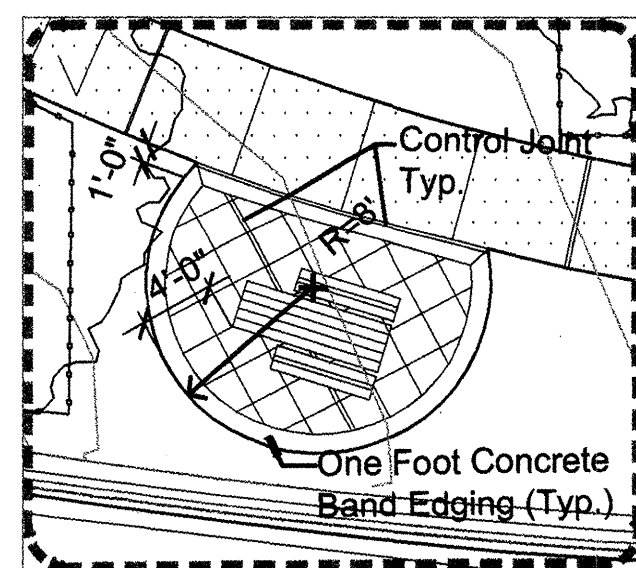 Control Joint
Typ.
1'-0"
R=8'
4'-0"
One Foot Concrete
Band Edging (Typ.)